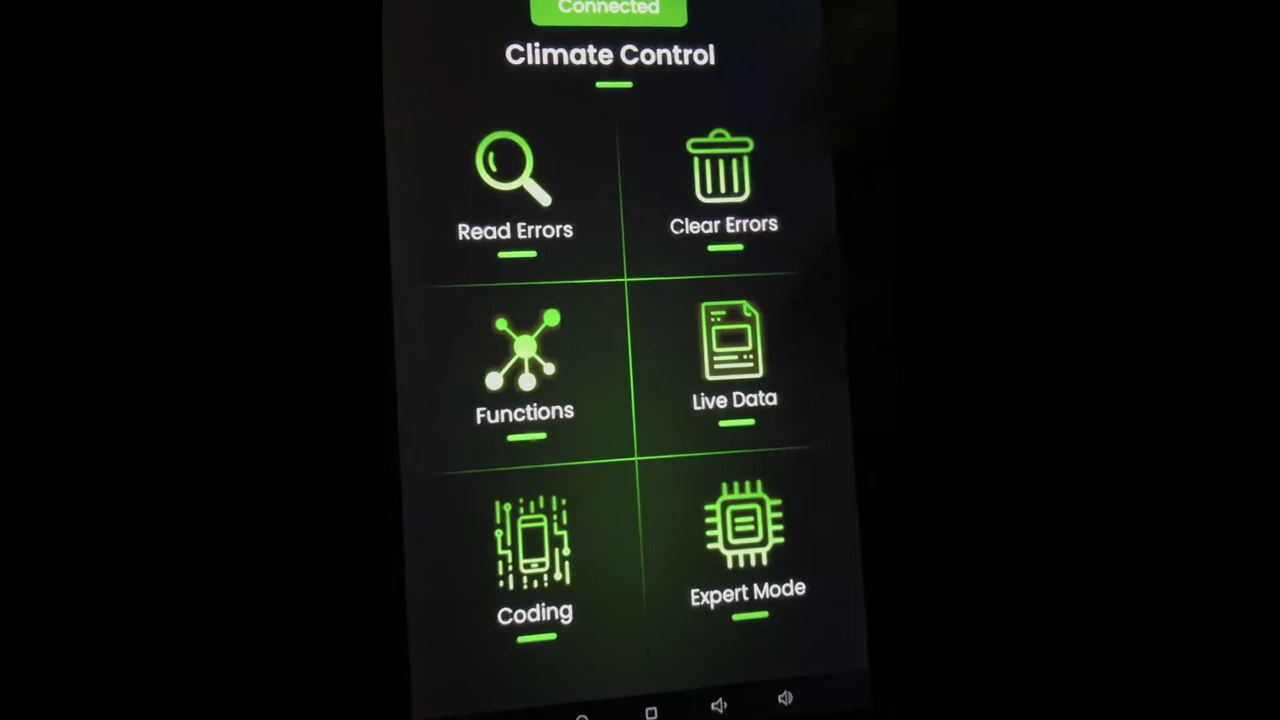 Connected
Climate Control
Read Errors
Clear Errors
Functions
Live Data
Coding
Expert Mode